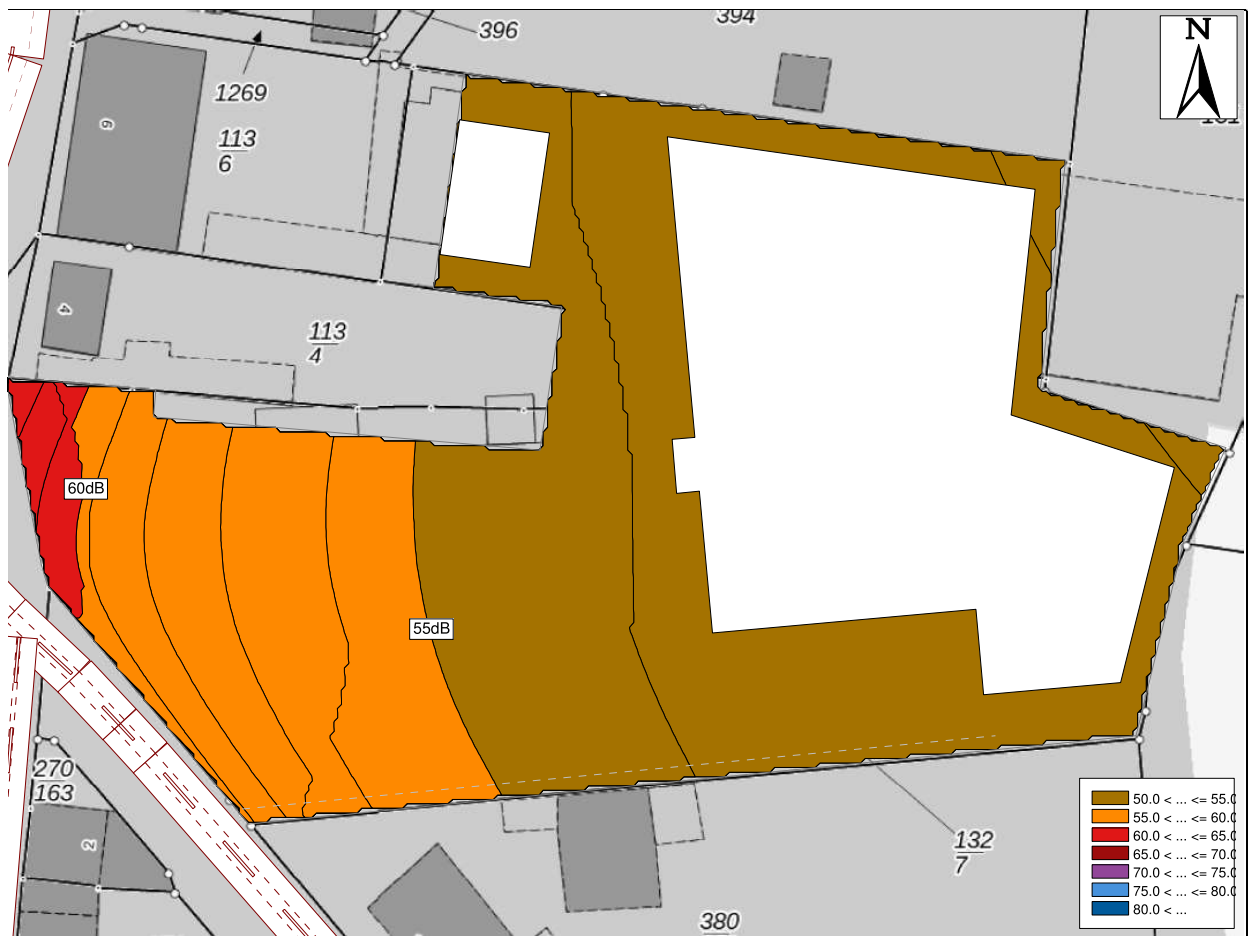 396
394
N
1269
6
113
6
4
113
4
60dB
55dB
270
163
2
132
7
380
50.0 < ... <= 55.0
55.0 < ... <= 60.0
60.0 < ... <= 65.0
65.0 < ... <= 70.0
70.0 < ... <= 75.0
75.0 < ... <= 80.0
80.0 < ...